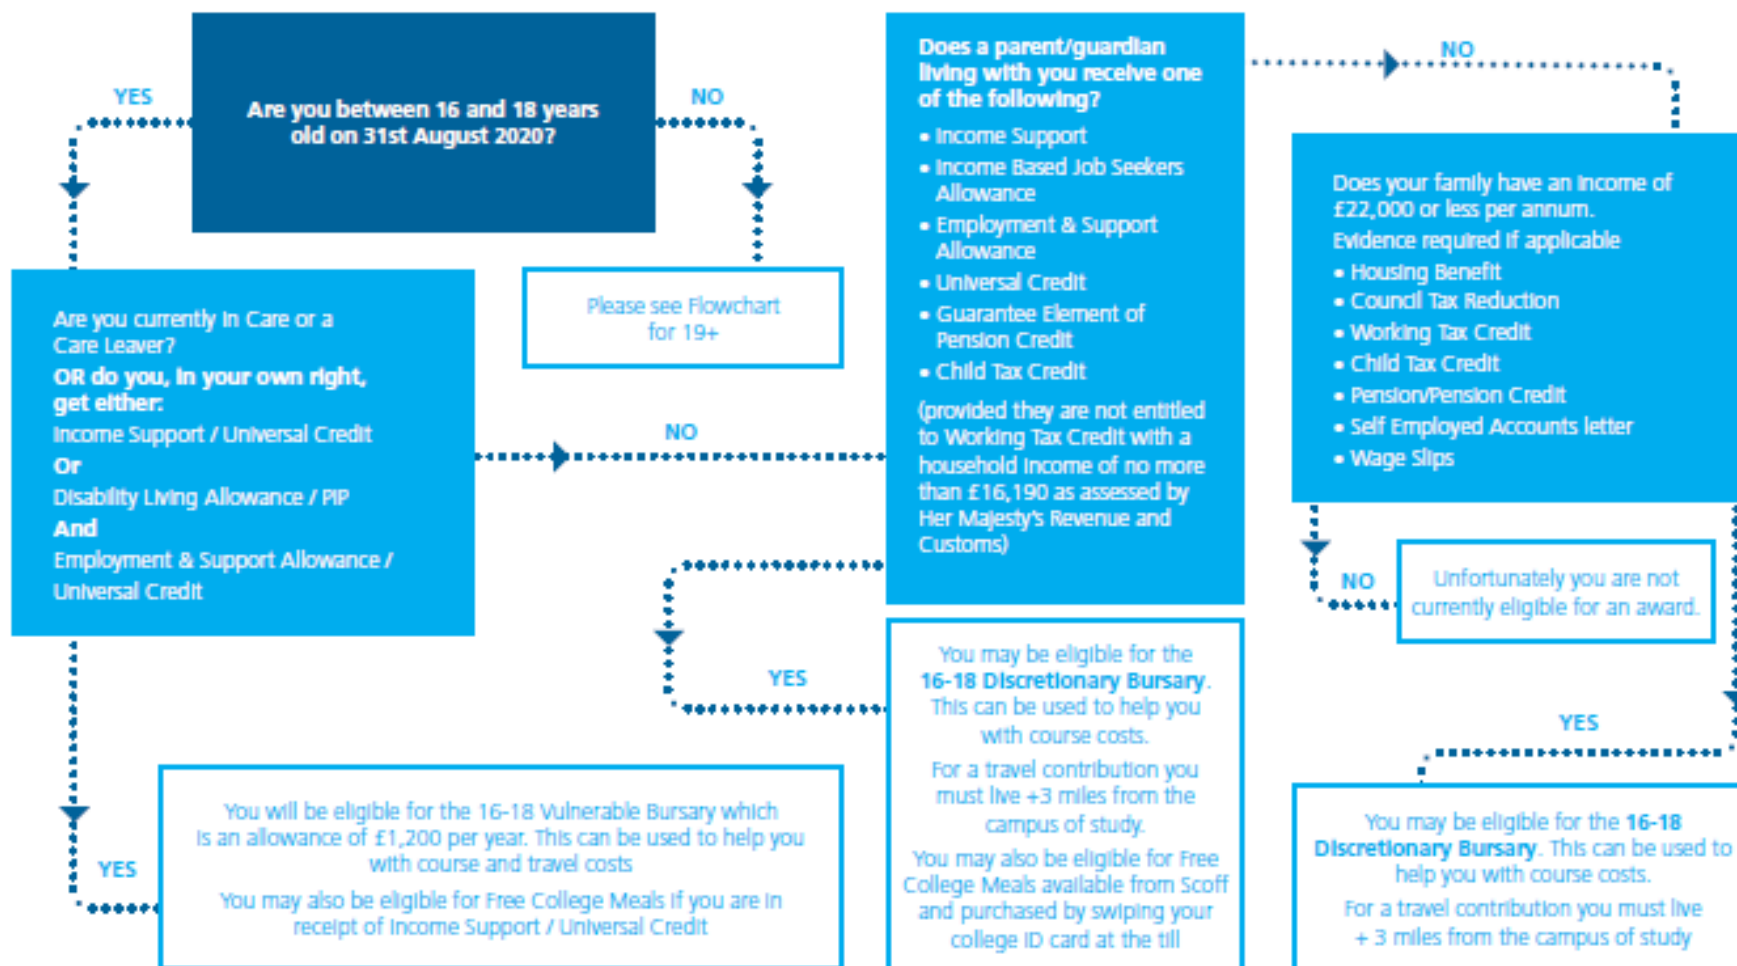 Are you between 16 and 18 years
old on 31st August 2020?
YES
NO
Please see Flowchart
for 19+
Are you currently in Care or a
Care Leaver?
OR do you, in your own right,
get either:
Income Support / Universal Credit
Or
Disability Living Allowance / PIP
And
Employment & Support Allowance /
Universal Credit
NO
YES
You will be eligible for the 16-18 Vulnerable Bursary which
is an allowance of £1,200 per year. This can be used to help you
with course and travel costs
You may also be eligible for Free College Meals if you are in
receipt of Income Support / Universal Credit
Does a parent/guardian
living with you receive one
of the following?
• Income Support
• Income Based Job Seekers
Allowance
• Employment & Support
Allowance
• Universal Credit
• Guarantee Element of
Pension Credit
• Child Tax Credit
(provided they are not entitled
to Working Tax Credit with a
household income of no more
than £16,190 as assessed by
Her Majesty's Revenue and
Customs)
YES
You may be eligible for the
16-18 Discretionary Bursary.
This can be used to help you
with course costs.
For a travel contribution you
must live +3 miles from the
campus of study.
You may also be eligible for Free
College Meals available from Scoff
and purchased by swiping your
college ID card at the till
NO
Does your family have an income of
£22,000 or less per annum.
Evidence required if applicable
• Housing Benefit
• Council Tax Reduction
• Working Tax Credit
• Child Tax Credit
• Pension/Pension Credit
• Self Employed Accounts letter
• Wage Slips
NO
Unfortunately you are not
currently eligible for an award.
YES
You may be eligible for the 16-18
Discretionary Bursary. This can be used to
help you with course costs.
For a travel contribution you must live
+ 3 miles from the campus of study